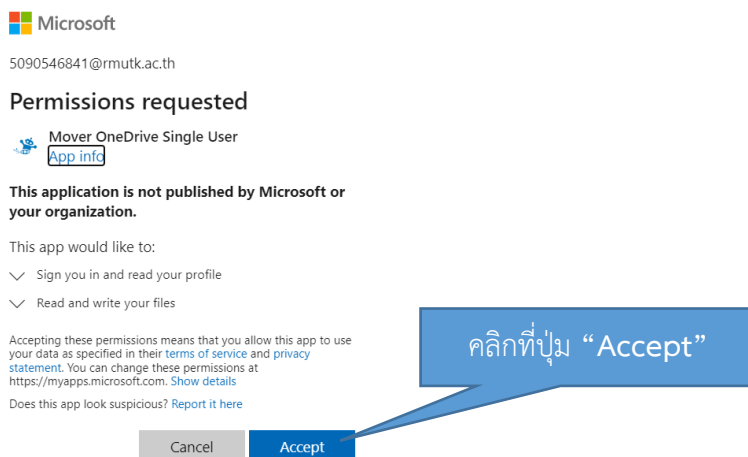 Microsoft
5090546841@rmutk.ac.th
Permissions requested
Mover OneDrive Single User
App info
This application is not published by Microsoft or
your organization.
This app would like to:
Sign you in and read your profile
Read and write your files
Accepting these permissions means that you allow this app to use
your data as specified in their terms of service and privacy
statement. You can change these permissions at
https://myapps.microsoft.com. Show details
Does this app look suspicious? Report it here
Cancel Accept
คลิกที่ปุ่ม “Accept”